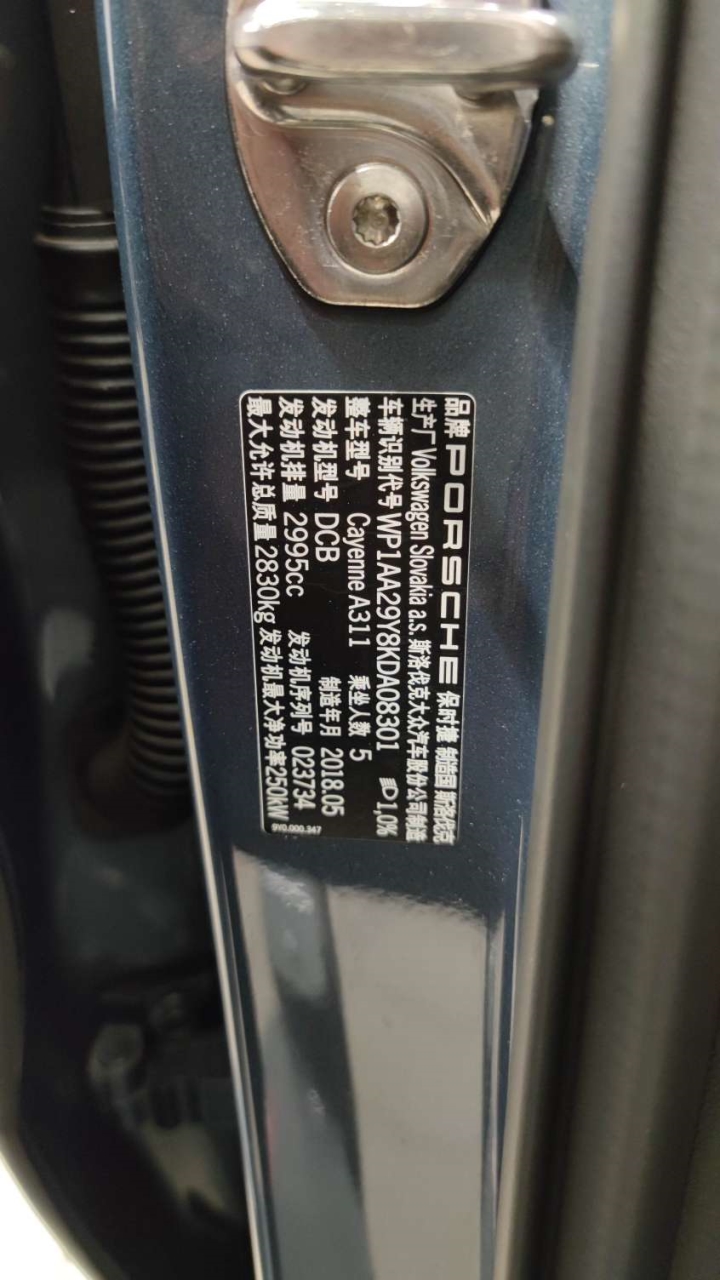 品牌 PORSCHE 保时捷 制造国 斯洛伐克
生产厂 Volkswagen Slovakia a.s. 斯洛伐克大众汽车股份公司制造
车辆识别代号 WP1AA29Y8KDA08301 1,0%
整车型号 Cayenne A311 乘坐人数 5
发动机型号 DCB 制造年月 2018.05
发动机排量 2995cc 发动机序列号 023734
最大允许总质量 2830kg 发动机最大净功率250kW
9Y0.000.347